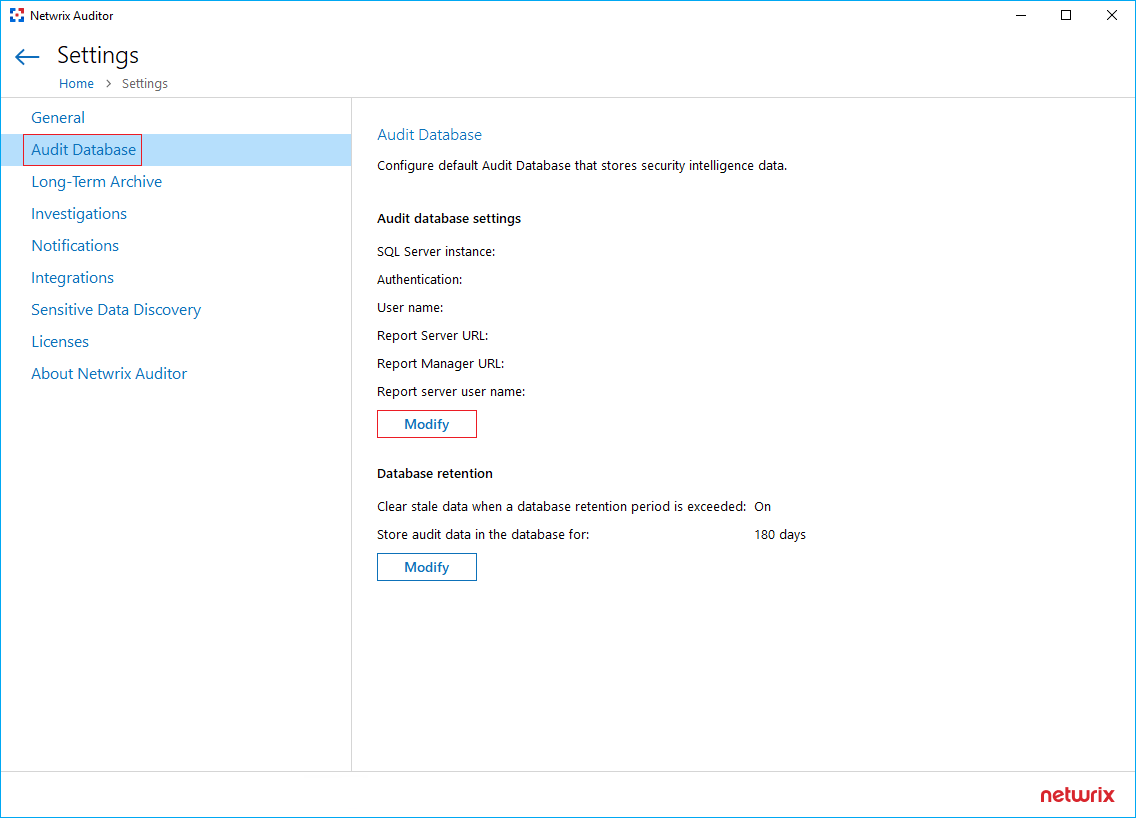 Netwrix Auditor
Settings
Home > Settings
General
Audit Database
Long-Term Archive
Investigations
Notifications
Integrations
Sensitive Data Discovery
Licenses
About Netwrix Auditor
Audit Database
Configure default Audit Database that stores security intelligence data.
Audit database settings
SQL Server instance:
Authentication:
User name:
Report Server URL:
Report Manager URL:
Report server user name:
Modify
Database retention
Clear stale data when a database retention period is exceeded: On
Store audit data in the database for: 180 days
Modify
netwrix